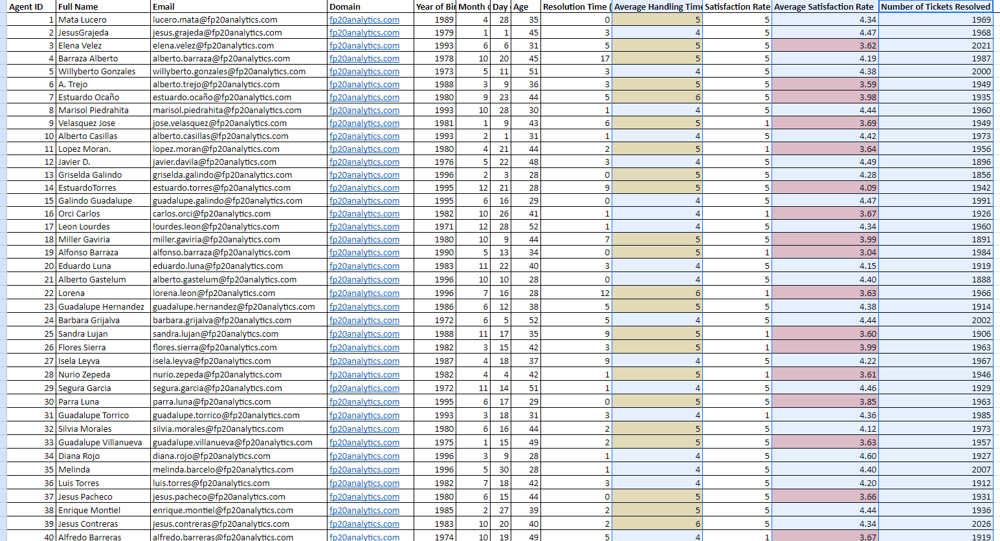 Agent ID Full Name Email Domain Year of Bir Month o Day Age Resolution Time ( Average Handling Time Satisfaction Rate Average Satisfaction Rate Number of Tickets Resolved
1 Mata Lucero lucero.mata@fp20analytics.com fp20analytics.com 1989 4 28 35 0 5 5 4.34 1969
2 JesusGrajeda jesus.grajeda@fp20analytics.com fp20analytics.com 1979 1 1 45 3 4 5 4.47 1968
3 Elena Velez elena.velez@fp20analytics.com fp20analytics.com 1993 6 6 31 5 5 5 3.62 2021
4 Barraza Alberto alberto.barraza@fp20analytics.com fp20analytics.com 1978 10 20 45 17 5 5 4.19 1987
5 Willyberto Gonzales willyberto.gonzales@fp20analytics.com fp20analytics.com 1973 5 11 51 3 4 5 4.38 2000
6 A. Trejo alberto.trejo@fp20analytics.com fp20analytics.com 1988 3 9 36 3 5 5 3.59 1949
7 Estuardo Ocaño estuardo.ocaño@fp20analytics.com fp20analytics.com 1980 9 23 44 5 6 5 3.98 1935
8 Marisol Piedrahita marisol.piedrahita@fp20analytics.com fp20analytics.com 1993 10 28 30 1 4 5 4.44 1960
9 Velasquez Jose jose.velasquez@fp20analytics.com fp20analytics.com 1981 1 9 43 6 5 1 3.69 1949
10 Alberto Casillas alberto.casillas@fp20analytics.com fp20analytics.com 1993 2 1 31 1 4 5 4.42 1973
11 Lopez Moran. lopez.moran@fp20analytics.com fp20analytics.com 1980 4 21 44 2 5 1 3.64 1956
12 Javier D. javier.davila@fp20analytics.com fp20analytics.com 1976 5 22 48 3 4 5 4.49 1896
13 Griselda Galindo griselda.galindo@fp20analytics.com fp20analytics.com 1996 2 3 28 0 5 5 4.28 1856
14 EstuardoTorres estuardo.torres@fp20analytics.com fp20analytics.com 1995 12 21 28 9 5 5 4.09 1942
15 Galindo Guadalupe guadalupe.galindo@fp20analytics.com fp20analytics.com 1995 6 16 29 0 4 5 4.47 1991
16 Orci Carlos carlos.orci@fp20analytics.com fp20analytics.com 1982 10 26 41 1 4 1 3.67 1926
17 Leon Lourdes lourdes.leon@fp20analytics.com fp20analytics.com 1971 12 28 52 1 4 5 4.34 1960
18 Miller Gaviria miller.gaviria@fp20analytics.com fp20analytics.com 1980 10 9 44 7 5 5 3.99 1891
19 Alfonso Barraza alfonso.barraza@fp20analytics.com fp20analytics.com 1990 5 13 34 0 5 1 3.04 1984
20 Eduardo Luna eduardo.luna@fp20analytics.com fp20analytics.com 1983 11 22 40 3 4 5 4.15 1919
21 Alberto Gastelum alberto.gastelum@fp20analytics.com fp20analytics.com 1996 10 10 28 0 4 5 4.40 1888
22 Lorena lorena.leon@fp20analytics.com fp20analytics.com 1996 7 16 28 12 6 1 3.63 1966
23 Guadalupe Hernandez guadalupe.hernandez@fp20analytics.com fp20analytics.com 1986 6 12 38 5 5 5 4.38 1914
24 Barbara Grijalva barbara.grijalva@fp20analytics.com fp20analytics.com 1972 6 5 52 5 4 5 4.44 2002
25 Sandra Lujan sandra.lujan@fp20analytics.com fp20analytics.com 1988 11 17 35 9 5 1 3.60 1906
26 Flores Sierra flores.sierra@fp20analytics.com fp20analytics.com 1982 3 15 42 3 5 1 3.99 1963
27 Isela Leyva isela.leyva@fp20analytics.com fp20analytics.com 1987 4 18 37 9 4 5 4.22 1967
28 Nurio Zepeda nurio.zepeda@fp20analytics.com fp20analytics.com 1982 4 4 42 1 5 1 3.61 1946
29 Segura Garcia segura.garcia@fp20analytics.com fp20analytics.com 1972 11 14 51 1 4 5 4.46 1929
30 Parra Luna parra.luna@fp20analytics.com fp20analytics.com 1995 6 17 29 0 5 5 3.85 1963
31 Guadalupe Torrico guadalupe.torrico@fp20analytics.com fp20analytics.com 1993 3 18 31 3 4 1 4.36 1985
32 Silvia Morales silvia.morales@fp20analytics.com fp20analytics.com 1980 6 16 44 2 5 5 4.12 1973
33 Guadalupe Villanueva guadalupe.villanueva@fp20analytics.com fp20analytics.com 1975 1 15 49 2 5 5 3.63 1957
34 Diana Rojo diana.rojo@fp20analytics.com fp20analytics.com 1996 3 9 28 1 4 5 4.60 1927
35 Melinda melinda.barcelo@fp20analytics.com fp20analytics.com 1996 5 30 28 1 4 5 4.40 2007
36 Luis Torres luis.torres@fp20analytics.com fp20analytics.com 1982 7 18 42 3 4 5 4.20 1912
37 Jesus Pacheco jesus.pacheco@fp20analytics.com fp20analytics.com 1980 6 15 44 0 5 5 3.66 1931
38 Enrique Montiel enrique.montiel@fp20analytics.com fp20analytics.com 1985 2 27 39 2 5 5 4.44 1936
39 Jesus Contreras jesus.contreras@fp20analytics.com fp20analytics.com 1983 10 20 40 2 6 5 4.34 2026
40 Alfredo Barreras alfredo.barreras@fp20analytics.com fp20analytics.com 1974 10 19 49 5 4 1 3.67 1919